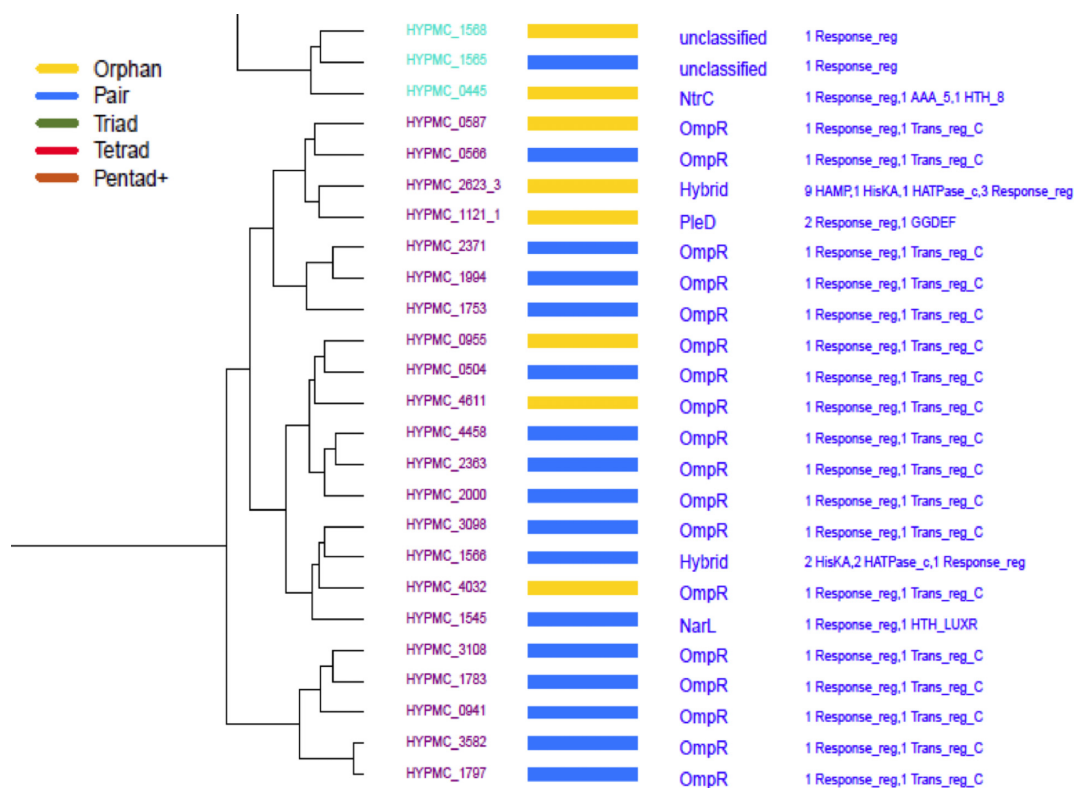 Orphan
Pair
Triad
Tetrad
Pentad+
HYPMC_1568 unclassified 1 Response_reg
HYPMC_1565 unclassified 1 Response_reg
HYPMC_0445 NtrC 1 Response_reg,1 AAA_5,1 HTH_8
HYPMC_0587 OmpR 1 Response_reg,1 Trans_reg_C
HYPMC_0566 OmpR 1 Response_reg,1 Trans_reg_C
HYPMC_2623_3 Hybrid 9 HAMP,1 HisKA,1 HATPase_c,3 Response_reg
HYPMC_1121_1 PleD 2 Response_reg,1 GGDEF
HYPMC_2371 OmpR 1 Response_reg,1 Trans_reg_C
HYPMC_1994 OmpR 1 Response_reg,1 Trans_reg_C
HYPMC_1753 OmpR 1 Response_reg,1 Trans_reg_C
HYPMC_0955 OmpR 1 Response_reg,1 Trans_reg_C
HYPMC_0504 OmpR 1 Response_reg,1 Trans_reg_C
HYPMC_4611 OmpR 1 Response_reg,1 Trans_reg_C
HYPMC_4458 OmpR 1 Response_reg,1 Trans_reg_C
HYPMC_2363 OmpR 1 Response_reg,1 Trans_reg_C
HYPMC_2000 OmpR 1 Response_reg,1 Trans_reg_C
HYPMC_3098 OmpR 1 Response_reg,1 Trans_reg_C
HYPMC_1566 Hybrid 2 HisKA,2 HATPase_c,1 Response_reg
HYPMC_4032 OmpR 1 Response_reg,1 Trans_reg_C
HYPMC_1545 NarL 1 Response_reg,1 HTH_LUXR
HYPMC_3108 OmpR 1 Response_reg,1 Trans_reg_C
HYPMC_1783 OmpR 1 Response_reg,1 Trans_reg_C
HYPMC_0941 OmpR 1 Response_reg,1 Trans_reg_C
HYPMC_3582 OmpR 1 Response_reg,1 Trans_reg_C
HYPMC_1797 OmpR 1 Response_reg,1 Trans_reg_C